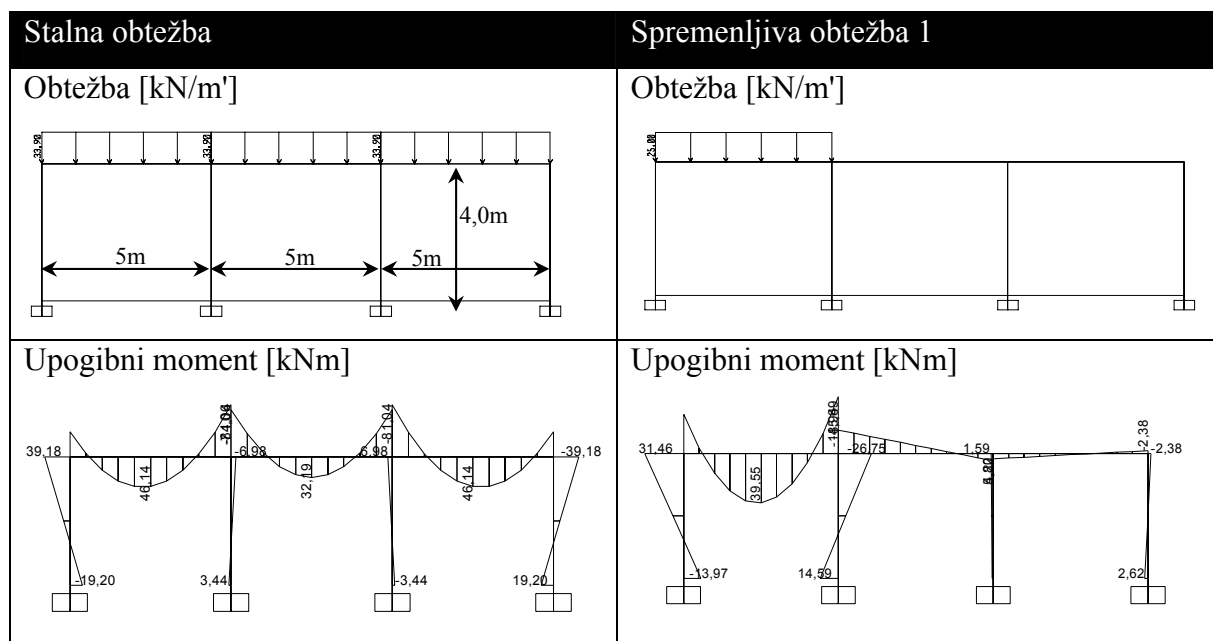 Stalna obtežba
Spremenljiva obtežba 1
Obtežba [kN/m']
4,0m
5m
5m
5m
Obtežba [kN/m']
Upogibni moment [kNm]
39,18
-6,98
6,98
-81,04
-39,18
46,14
32,19
46,14
-19,20
3,44
-3,44
19,20
Upogibni moment [kNm]
31,46
-26,75
1,59
-2,38
-2,38
39,55
-13,97
14,59
2,62